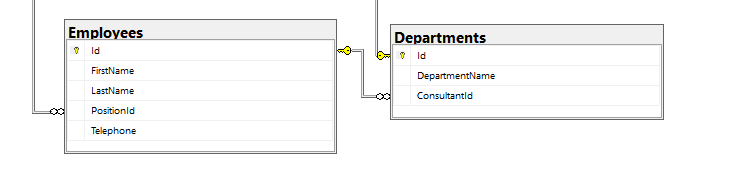 Employees
Id
FirstName
LastName
PositionId
Telephone
Departments
Id
DepartmentName
ConsultantId